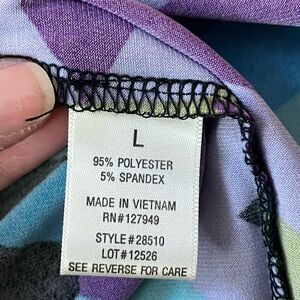 L
95% POLYESTER
5% SPANDEX
MADE IN VIETNAM
RN#127949
STYLE#28510
LOT#12526
SEE REVERSE FOR CARE